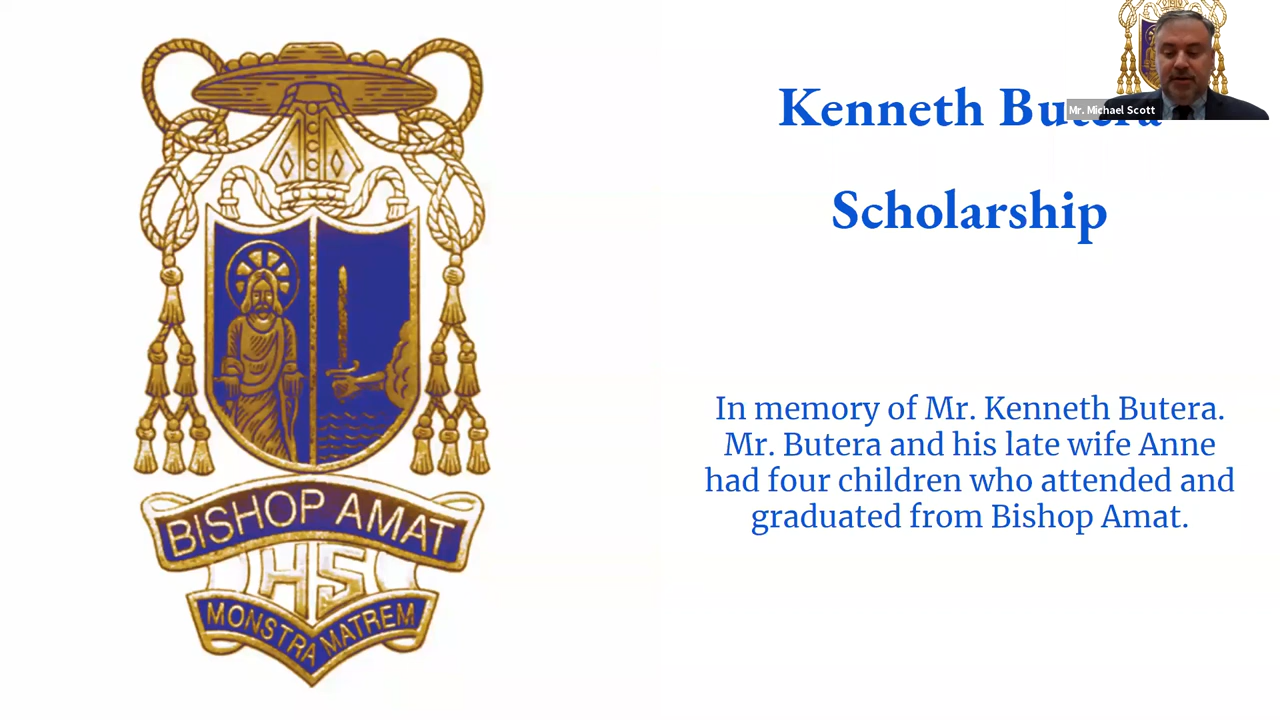 Kenneth Butera
Mr. Michael Scott
Scholarship
In memory of Mr. Kenneth Butera.
Mr. Butera and his late wife Anne
had four children who attended and
graduated from Bishop Amat.
BISHOP AMAT
HS
MONSTRA MATREM